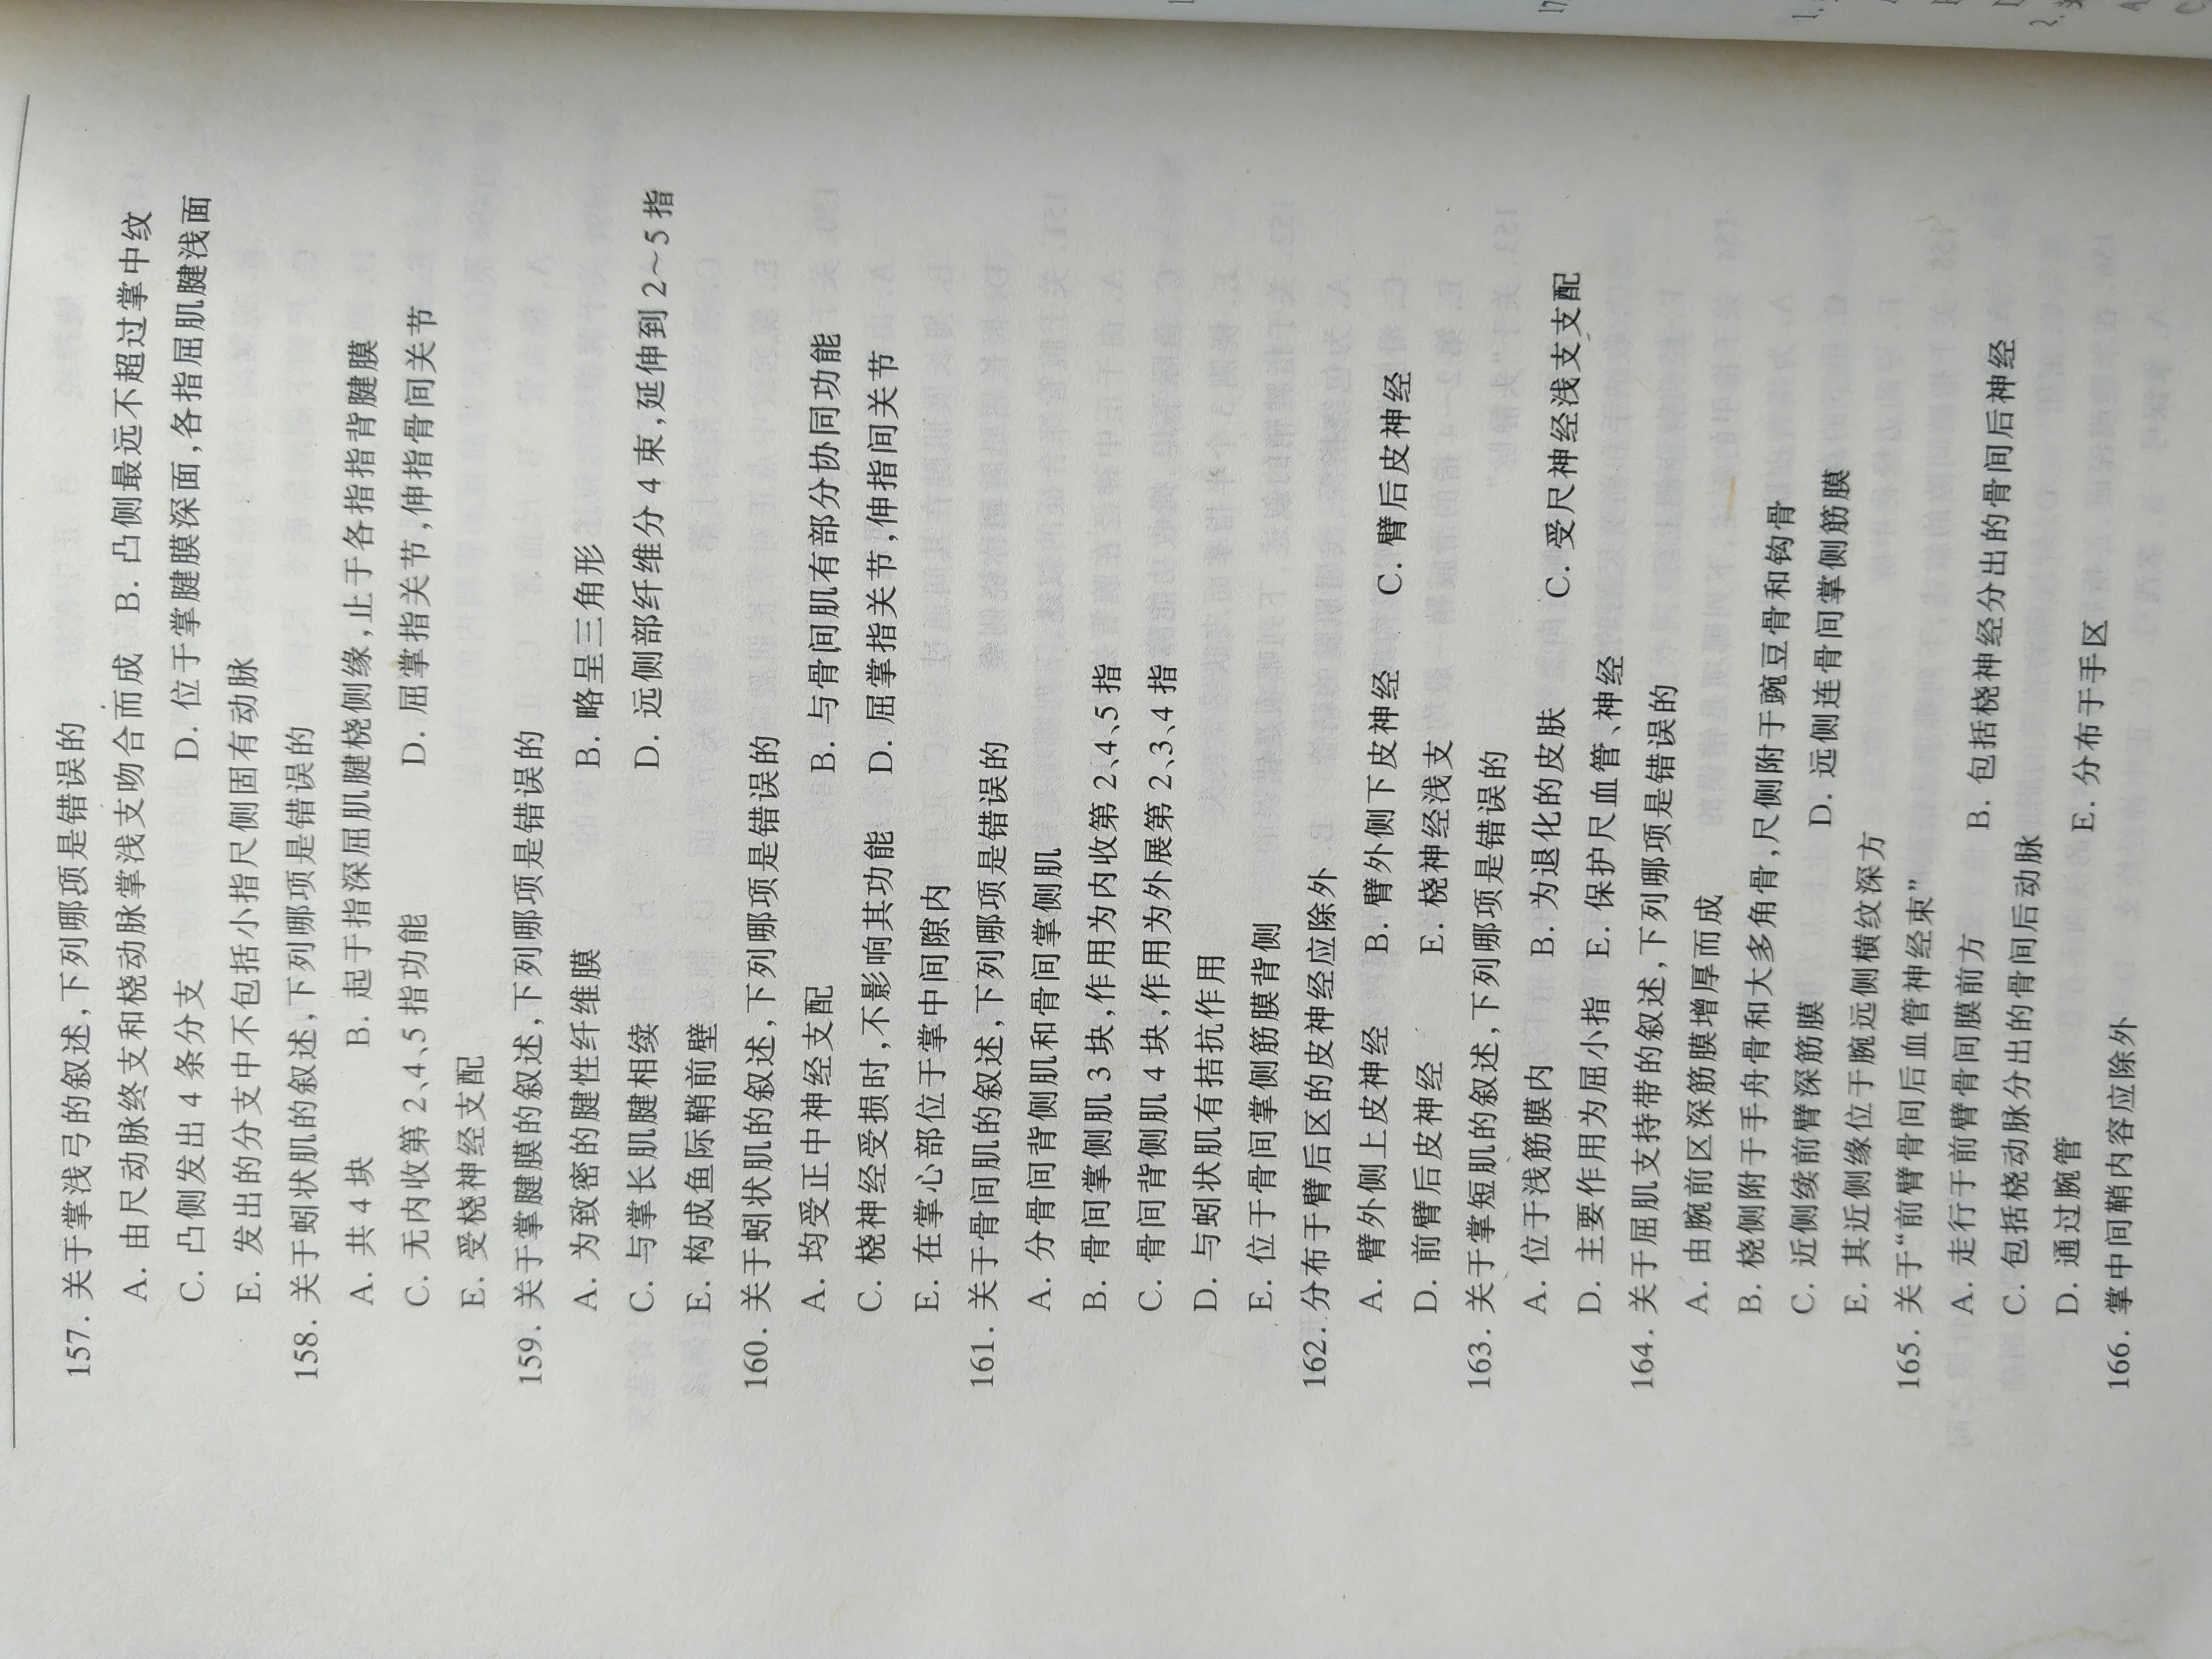 157. 关于掌浅弓的叙述,下列哪项是错误的
A. 由尺动脉终支和桡动脉掌浅支吻合而成 B. 凸侧最远不超过掌中纹
C. 凸侧发出 4 条分支 D. 位于掌腱膜深面,各指屈肌腱浅面
E. 发出的分支中不包括小指尺侧固有动脉
158. 关于蚓状肌的叙述,下列哪项是错误的
A. 共 4 块 B. 起于指深屈肌腱桡侧缘,止于各指指背腱膜
C. 无内收第 2、4、5 指功能 D. 屈掌指关节,伸指骨间关节
E. 受桡神经支配
159. 关于掌腱膜的叙述,下列哪项是错误的
A. 为致密的腱性纤维膜 B. 略呈三角形
C. 与掌长肌腱相续 D. 远侧部纤维分 4 束,延伸到 2～5 指
E. 构成鱼际鞘前壁
160. 关于蚓状肌的叙述,下列哪项是错误的
A. 均受正中神经支配 B. 与骨间肌有部分协同功能
C. 桡神经受损时,不影响其功能 D. 屈掌指关节,伸指间关节
E. 在掌心部位于掌中间隙内
161. 关于骨间肌的叙述,下列哪项是错误的
A. 分骨间背侧肌和骨间掌侧肌
B. 骨间掌侧肌 3 块,作用为内收第 2、4、5 指
C. 骨间背侧肌 4 块,作用为外展第 2、3、4 指
D. 与蚓状肌有拮抗作用
E. 位于骨间掌侧筋膜背侧
162. 分布于臂后区的皮神经应除外
A. 臂外侧上皮神经 B. 臂外侧下皮神经 C. 臂后皮神经
D. 前臂后皮神经 E. 桡神经浅支
163. 关于掌短肌的叙述,下列哪项是错误的
A. 位于浅筋膜内 B. 为退化的皮肤 C. 受尺神经浅支支配
D. 主要作用为屈小指 E. 保护尺血管、神经
164. 关于屈肌支持带的叙述,下列哪项是错误的
A. 由腕前区深筋膜增厚而成
B. 桡侧附于手舟骨和大多角骨,尺侧附于豌豆骨和钩骨
C. 近侧续前臂深筋膜 D. 远侧连骨间掌侧筋膜
E. 其近侧缘位于腕远侧横纹深方
165. 关于“前臂骨间后血管神经束”
A. 走行于前臂骨间膜前方 B. 包括桡神经分出的骨间后神经
C. 包括桡动脉分出的骨间后动脉
D. 通过腕管 E. 分布于手区
166. 掌中间鞘内容应除外